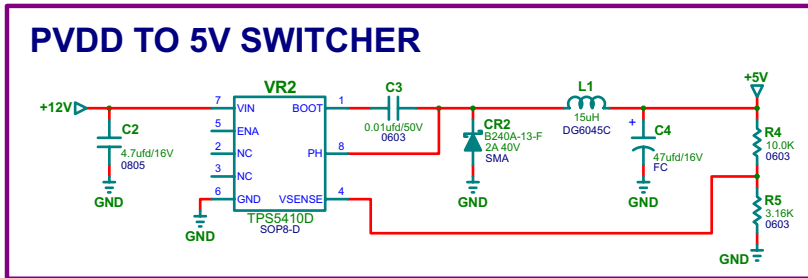 PVDD TO 5V SWITCHER
+5V
VR2
C3
L1
+12V
7
VIN
BOOT
1
0.01ufd/50V
0603
15uH
DG6045C
C2
4.7ufd/16V
0805
5
ENA
CR2
B240A-13-F
2A 40V
SMA
+
C4
47ufd/16V
FC
R4
10.0K
0603
2
NC
PH
8
3
NC
6
GND
VSENSE
4
GND
GND
GND
TPS5410D
SOP8-D
GND
R5
3.16K
0603
GND